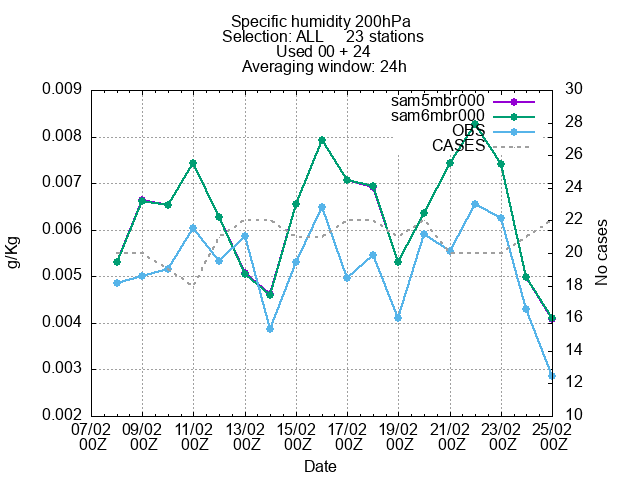 Specific humidity 200hPa
Selection: ALL 23 stations
Used 00 + 24
Averaging window: 24h
0.009
0.008
0.007
0.006
0.005
0.004
0.003
0.002
g/Kg
30
28
26
24
22
20
18
16
14
12
10
No cases
sam5mbr000
sam6mbr000
OBS
CASES
07/02 09/02 11/02 13/02 15/02 17/02 19/02 21/02 23/02 25/02
00Z 00Z 00Z 00Z 00Z 00Z 00Z 00Z 00Z 00Z
Date